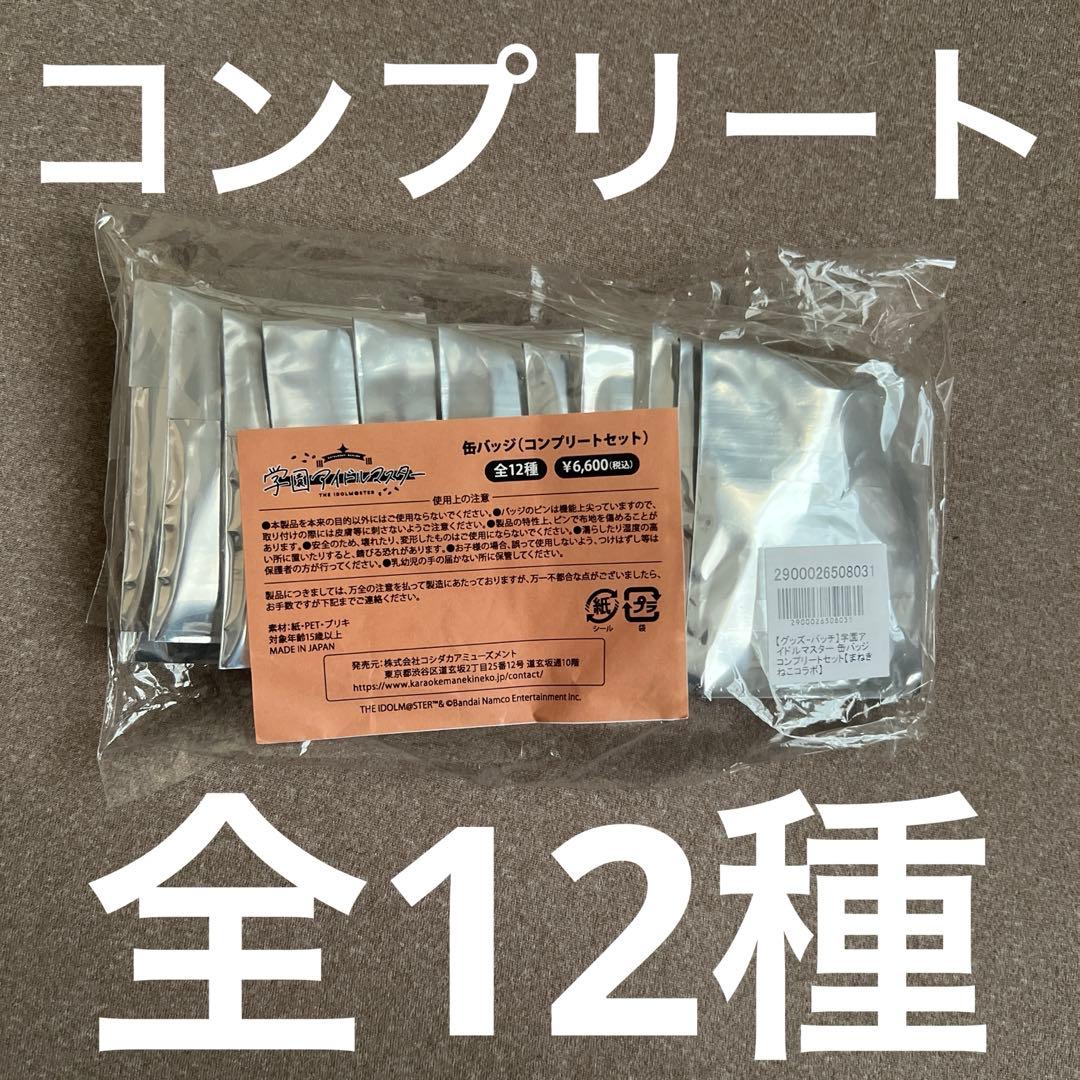 コンプリート
学園アイドルマスター
THE IDOLM@STER
缶バッジ(コンプリートセット)
全12種 ¥6,600(税込)
使用上の注意
●本製品を本来の目的以外にはご使用ならないでください。●バッジのピンは機能上尖っていますので、
取り付けの際には皮膚等に刺さないようご注意ください。●製品の特性上、ピンで布地を傷めることが
あります。●安全のため、壊れたり、変形したものはご使用にならないでください。●濡らしたり湿度の高
い所に置いたりすると、錆びる恐れがあります。●お子様の場合、誤って使用しないよう、つけはずし等は
保護者の方が行ってください。●乳幼児の手の届かない所に保管してください。
製品につきましては、万全の注意を払って製造にあたっておりますが、万一不都合な点がございましたら、
お手数ですが下記までご連絡ください。
素材:紙・PET・ブリキ
対象年齢15歳以上
MADE IN JAPAN
紙 プラ
シール 袋
発売元:株式会社コシダカアミューズメント
東京都渋谷区道玄坂2丁目25番12号 道玄坂通10階
https://www.karaokemanekineko.jp/contact/
THE IDOLM@STER™& ©Bandai Namco Entertainment Inc.
2900026508031
2900026508031
【グッズ-バッチ】学園ア
イドルマスター 缶バッジ
コンプリートセット【まねき
ねこコラボ】
全12種